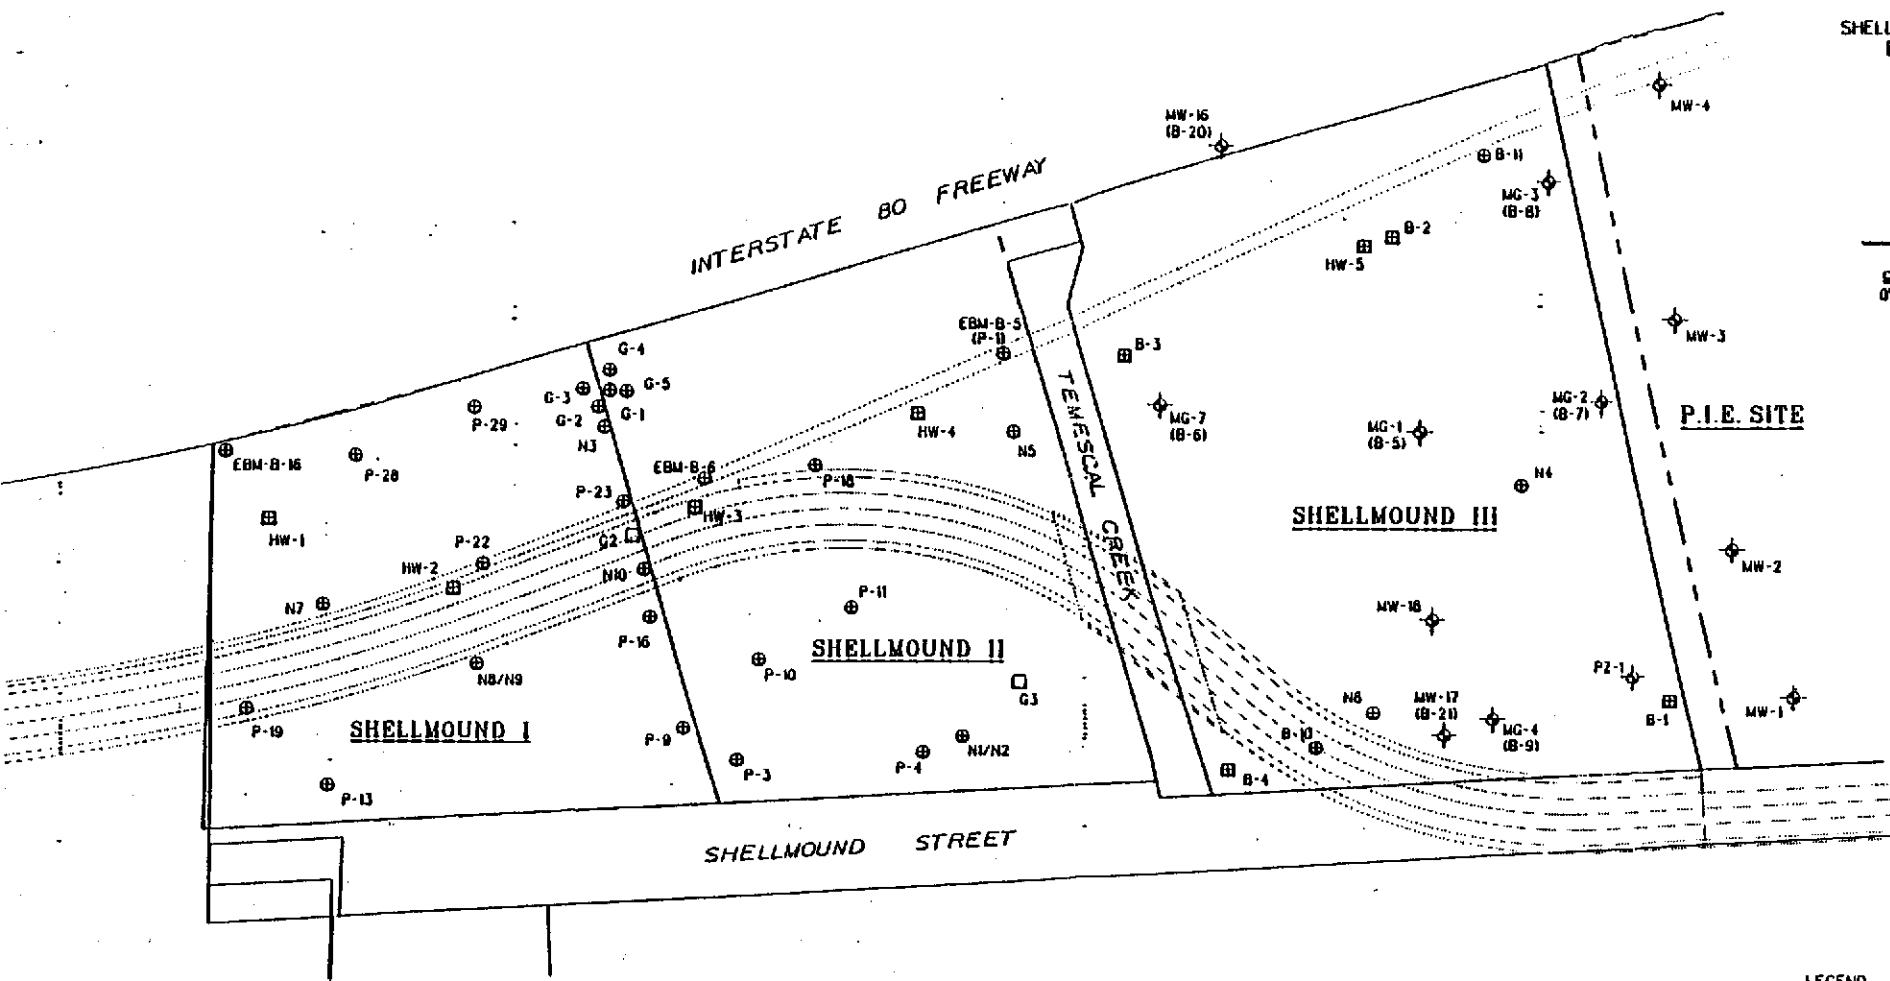 SHELL
MW-4
MW-16
(B-20)
B-11
MG-3
(B-8)
INTERSTATE 80 FREEWAY
B-2
HW-5
EBM-B-5
(P-1)
B-3
MW-3
G-4
G-3
G-5
G-2
G-1
N3
P-29
HW-4
N5
MG-7
(B-6)
MG-1
(B-5)
MG-2
(B-7)
P.I.E. SITE
EBM-B-16
P-28
EBM-B-6
P-18
TEMESCAL CREEK
N4
P-23
HW-3
HW-1
G2
SHELLMOUND III
P-22
HW-2
N10
MW-2
N7
P-11
P-16
MW-18
SHELLMOUND II
P-10
N8/N9
G3
PZ-1
P-19
SHELLMOUND I
P-9
N1/N2
N6
MW-17
(B-21)
MG-4
(B-9)
B-1
MW-1
P-3
P-4
B-10
B-4
P-13
SHELLMOUND STREET
LEGEND